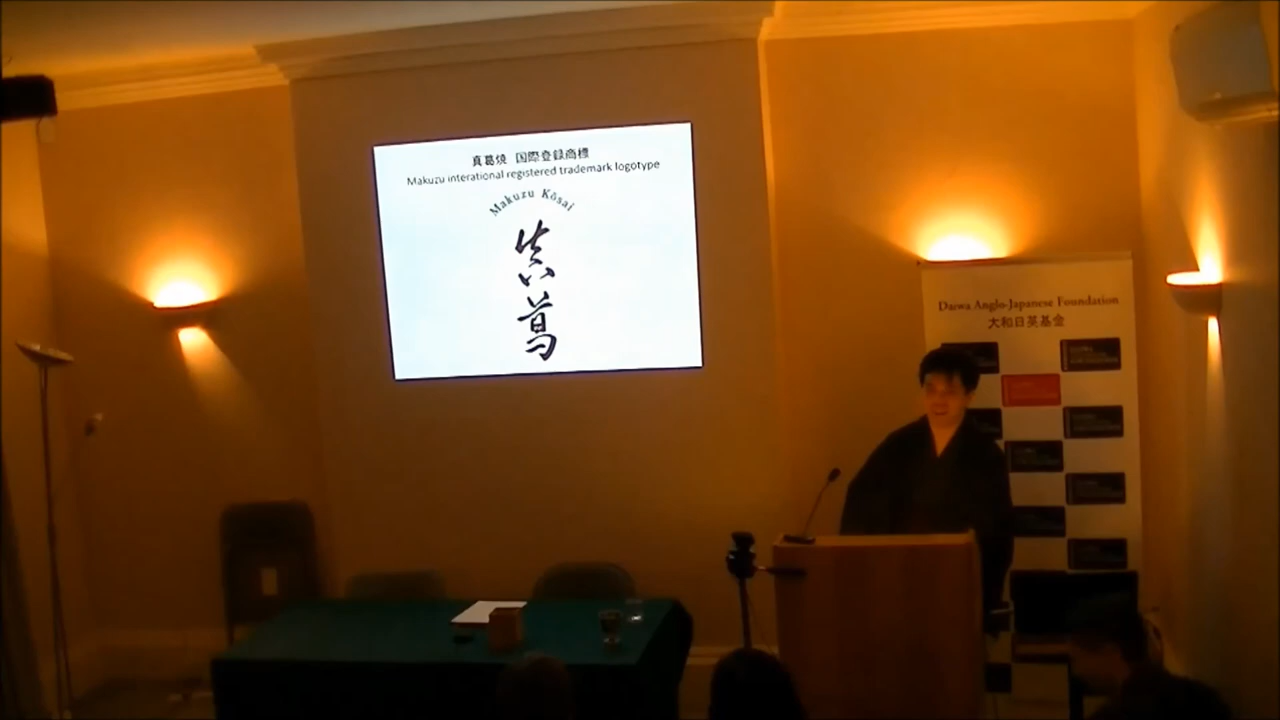 真葛焼 国際登録商標
Makuzu interational registered trademark logotype
Makuzu Kōsai
真葛
Daiwa Anglo-Japanese Foundation
大和日英基金